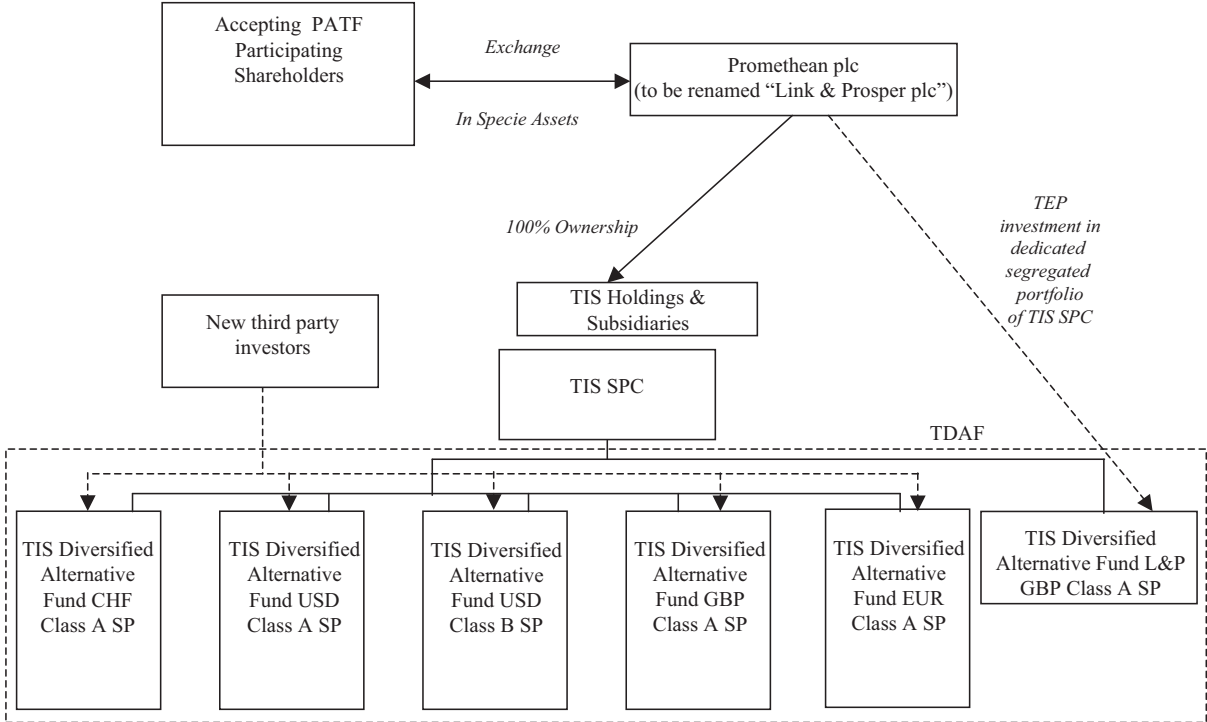 Accepting PATF
Participating
Shareholders
Exchange
In Specie Assets
Promethean plc
(to be renamed “Link & Prosper plc”)
100% Ownership
TEP
investment in
dedicated
segregated
portfolio
of TIS SPC
TIS Holdings &
Subsidiaries
New third party
investors
TIS SPC
TDAF
TIS Diversified
Alternative
Fund CHF
Class A SP
TIS Diversified
Alternative
Fund USD
Class A SP
TIS Diversified
Alternative
Fund USD
Class B SP
TIS Diversified
Alternative
Fund GBP
Class A SP
TIS Diversified
Alternative
Fund EUR
Class A SP
TIS Diversified
Alternative Fund L&P
GBP Class A SP